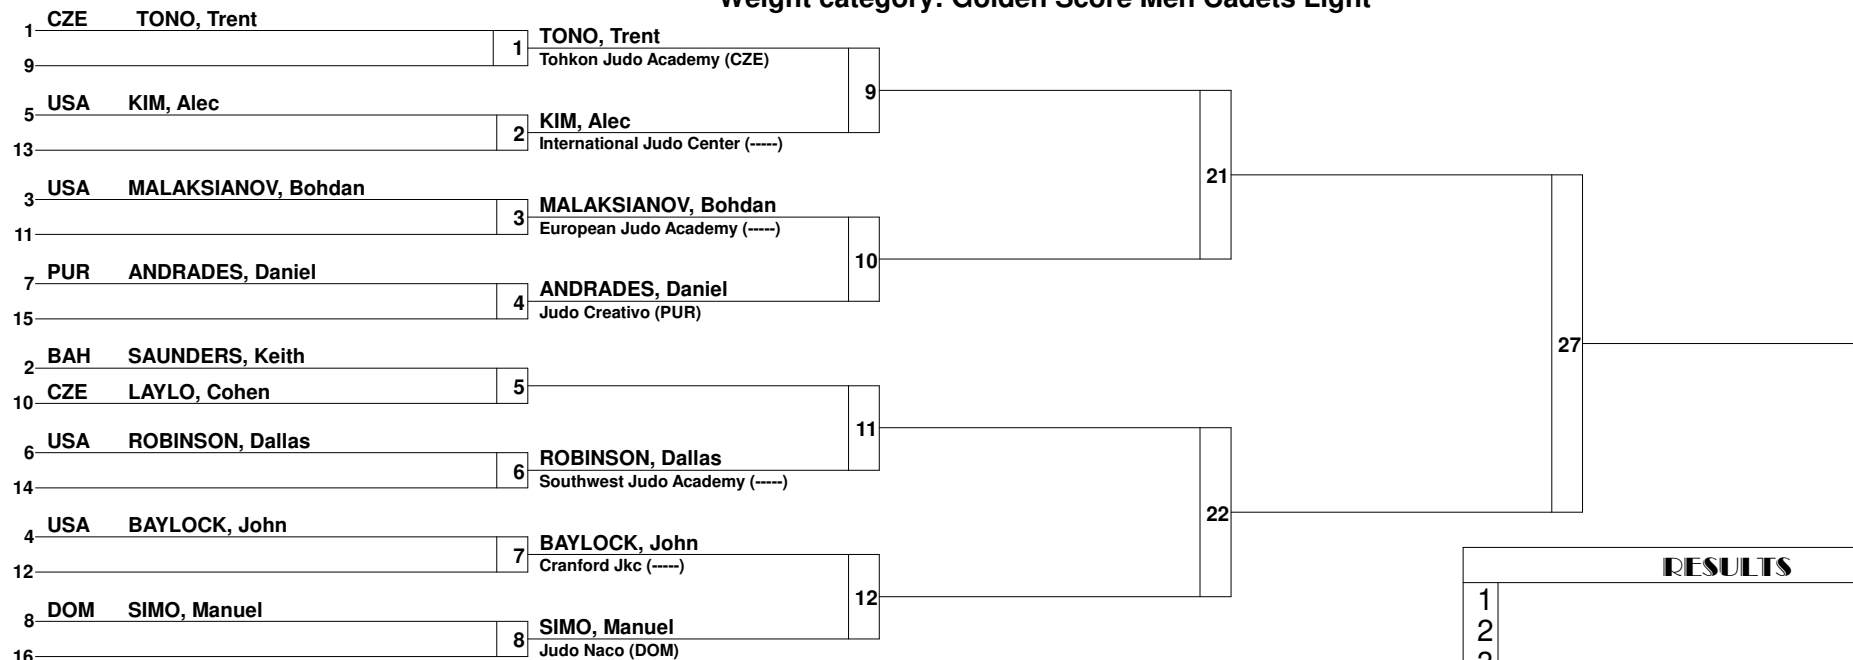 Weight category: Golden Score Men Cadets Light
1 CZE TONO, Trent
9
1 TONO, Trent
Tohkon Judo Academy (CZE)
5 USA KIM, Alec
13
2 KIM, Alec
International Judo Center (-----)
9
3 USA MALAKSIANOV, Bohdan
11
3 MALAKSIANOV, Bohdan
European Judo Academy (-----)
7 PUR ANDRADES, Daniel
15
4 ANDRADES, Daniel
Judo Creativo (PUR)
10
21
2 BAH SAUNDERS, Keith
10 CZE LAYLO, Cohen
5
6 USA ROBINSON, Dallas
14
6 ROBINSON, Dallas
Southwest Judo Academy (-----)
11
4 USA BAYLOCK, John
12
7 BAYLOCK, John
Cranford Jkc (-----)
8 DOM SIMO, Manuel
16
8 SIMO, Manuel
Judo Naco (DOM)
12
22
27
RESULTS
1
2